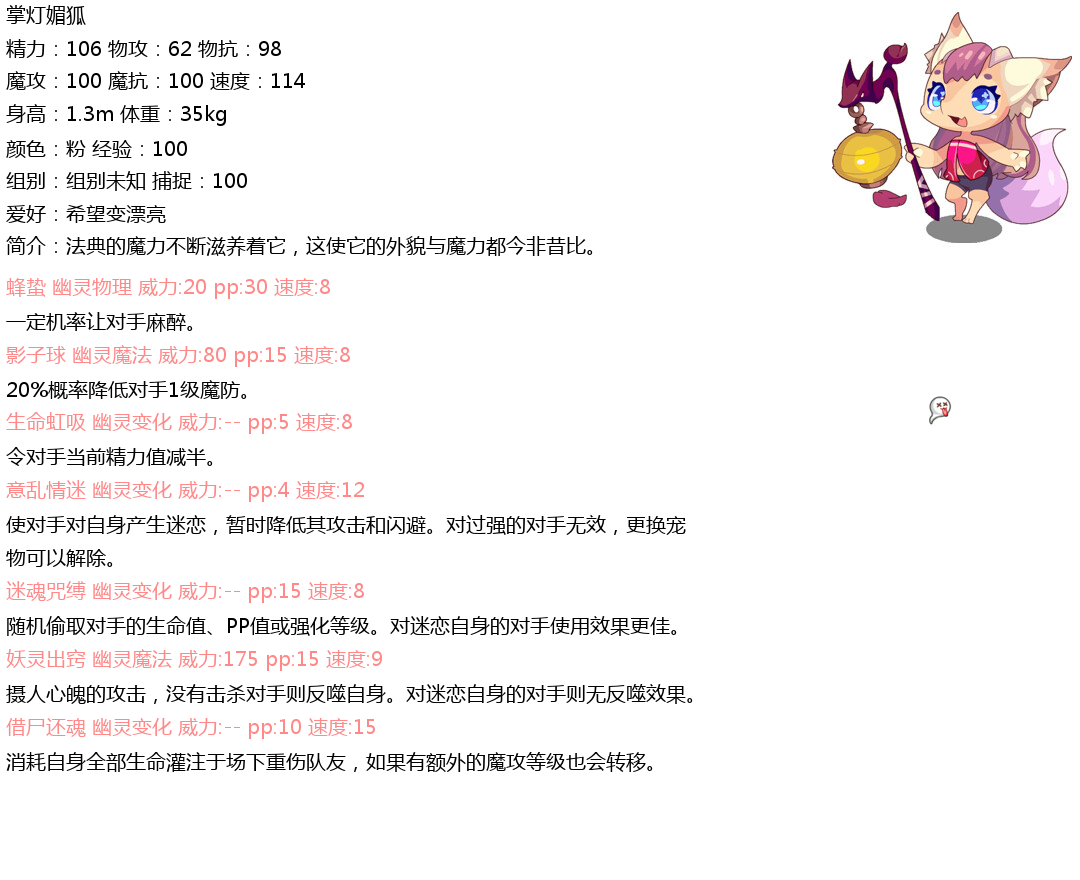 掌灯媚狐
精力：106 物攻：62 物抗：98
魔攻：100 魔抗：100 速度：114
身高：1.3m 体重：35kg
颜色：粉 经验：100
组别：组别未知 捕捉：100
爱好：希望变漂亮
简介：法典的魔力不断滋养着它，这使它的外貌与魔力都今非昔比。
蜂蛰 幽灵物理 威力:20 pp:30 速度:8
一定机率让对手麻醉。
影子球 幽灵魔法 威力:80 pp:15 速度:8
20%概率降低对手1级魔防。
生命虹吸 幽灵变化 威力:-- pp:5 速度:8
令对手当前精力值减半。
意乱情迷 幽灵变化 威力:-- pp:4 速度:12
使对手对自身产生迷恋，暂时降低其攻击和闪避。对过强的对手无效，更换宠
物可以解除。
迷魂咒缚 幽灵变化 威力:-- pp:15 速度:8
随机偷取对手的生命值、PP值或强化等级。对迷恋自身的对手使用效果更佳。
妖灵出窍 幽灵魔法 威力:175 pp:15 速度:9
摄人心魄的攻击，没有击杀对手则反噬自身。对迷恋自身的对手则无反噬效果。
借尸还魂 幽灵变化 威力:-- pp:10 速度:15
消耗自身全部生命灌注于场下重伤队友，如果有额外的魔攻等级也会转移。